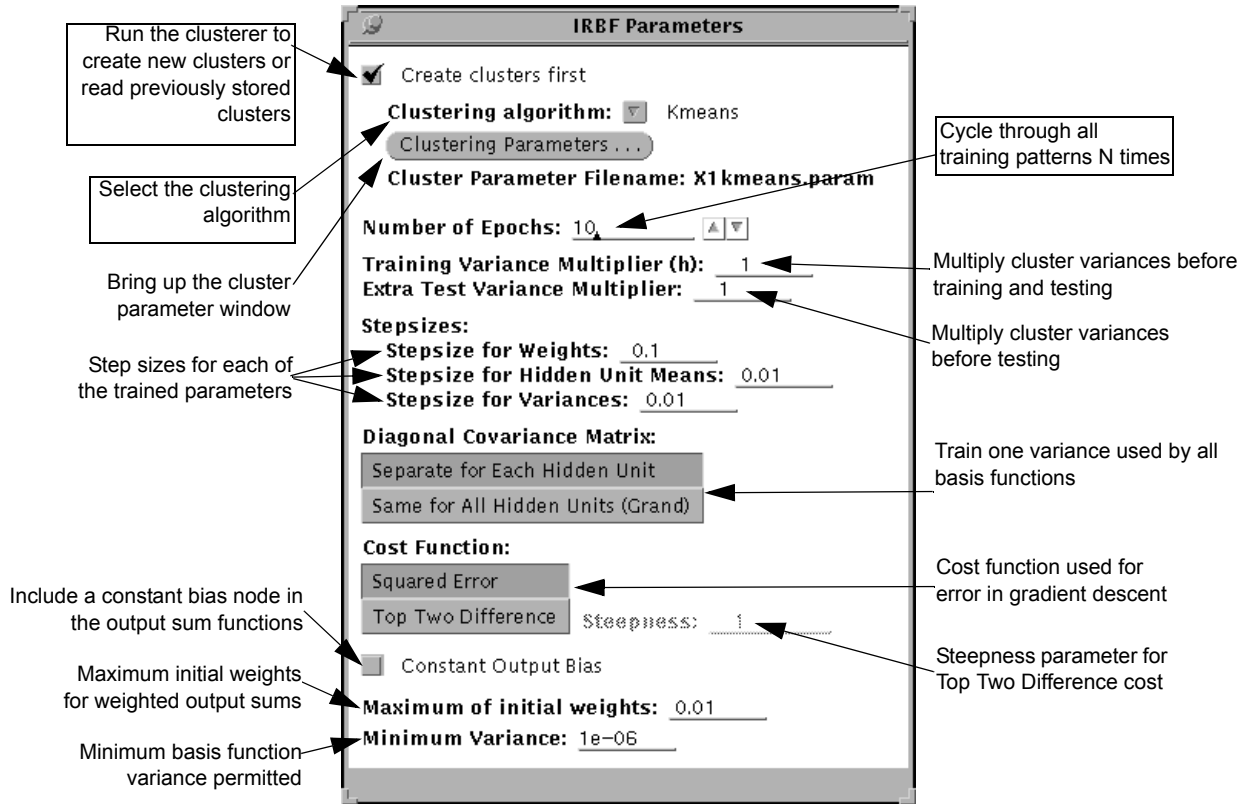 IRBF Parameters
Run the clusterer to
create new clusters or
read previously stored
clusters
Create clusters first
Clustering algorithm: Kmeans
Clustering Parameters . . .
Cluster Parameter Filename: X1kmeans.param
Select the clustering
algorithm
Cycle through all
training patterns N times
Number of Epochs: 10
Bring up the cluster
parameter window
Training Variance Multiplier (h): 1
Extra Test Variance Multiplier: 1
Multiply cluster variances before
training and testing
Multiply cluster variances
before testing
Stepsizes:
Stepsize for Weights: 0.1
Stepsize for Hidden Unit Means: 0.01
Stepsize for Variances: 0.01
Step sizes for each of
the trained parameters
Diagonal Covariance Matrix:
Separate for Each Hidden Unit
Same for All Hidden Units (Grand)
Train one variance used by all
basis functions
Cost Function:
Squared Error
Top Two Difference Steepness: 1
Cost function used for
error in gradient descent
Include a constant bias node in
the output sum functions
Constant Output Bias
Steepness parameter for
Top Two Difference cost
Maximum initial weights
for weighted output sums
Maximum of initial weights: 0.01
Minimum Variance: 1e-06
Minimum basis function
variance permitted